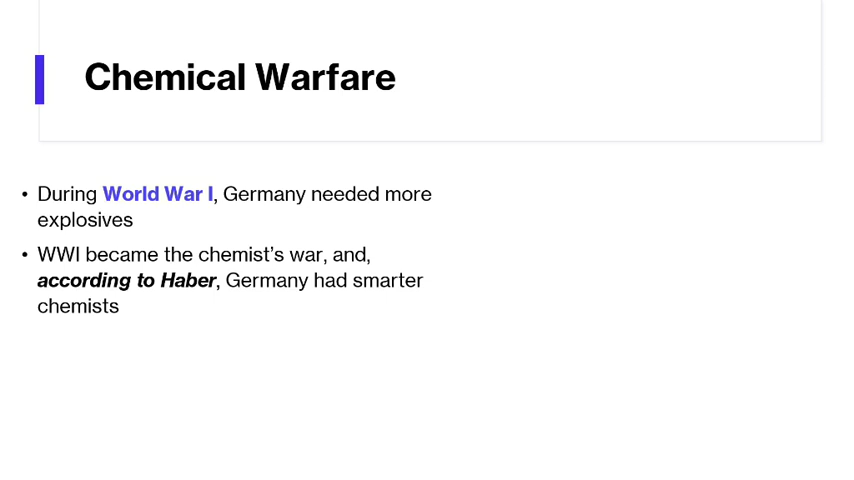 Chemical Warfare
• During World War I, Germany needed more
explosives
• WWI became the chemist’s war, and,
according to Haber, Germany had smarter
chemists